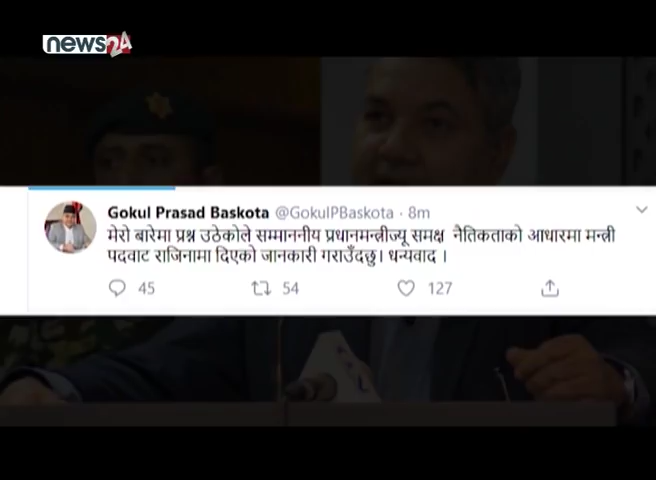 news24
Gokul Prasad Baskota @GokulPBaskota · 8m
मेरो बारेमा प्रश्न उठेकोले सम्माननीय प्रधानमन्त्रीज्यू समक्ष नैतिकताको आधारमा मन्त्री
पदवाट राजिनामा दिएको जानकारी गराउँदछु। धन्यवाद ।
45 54 127